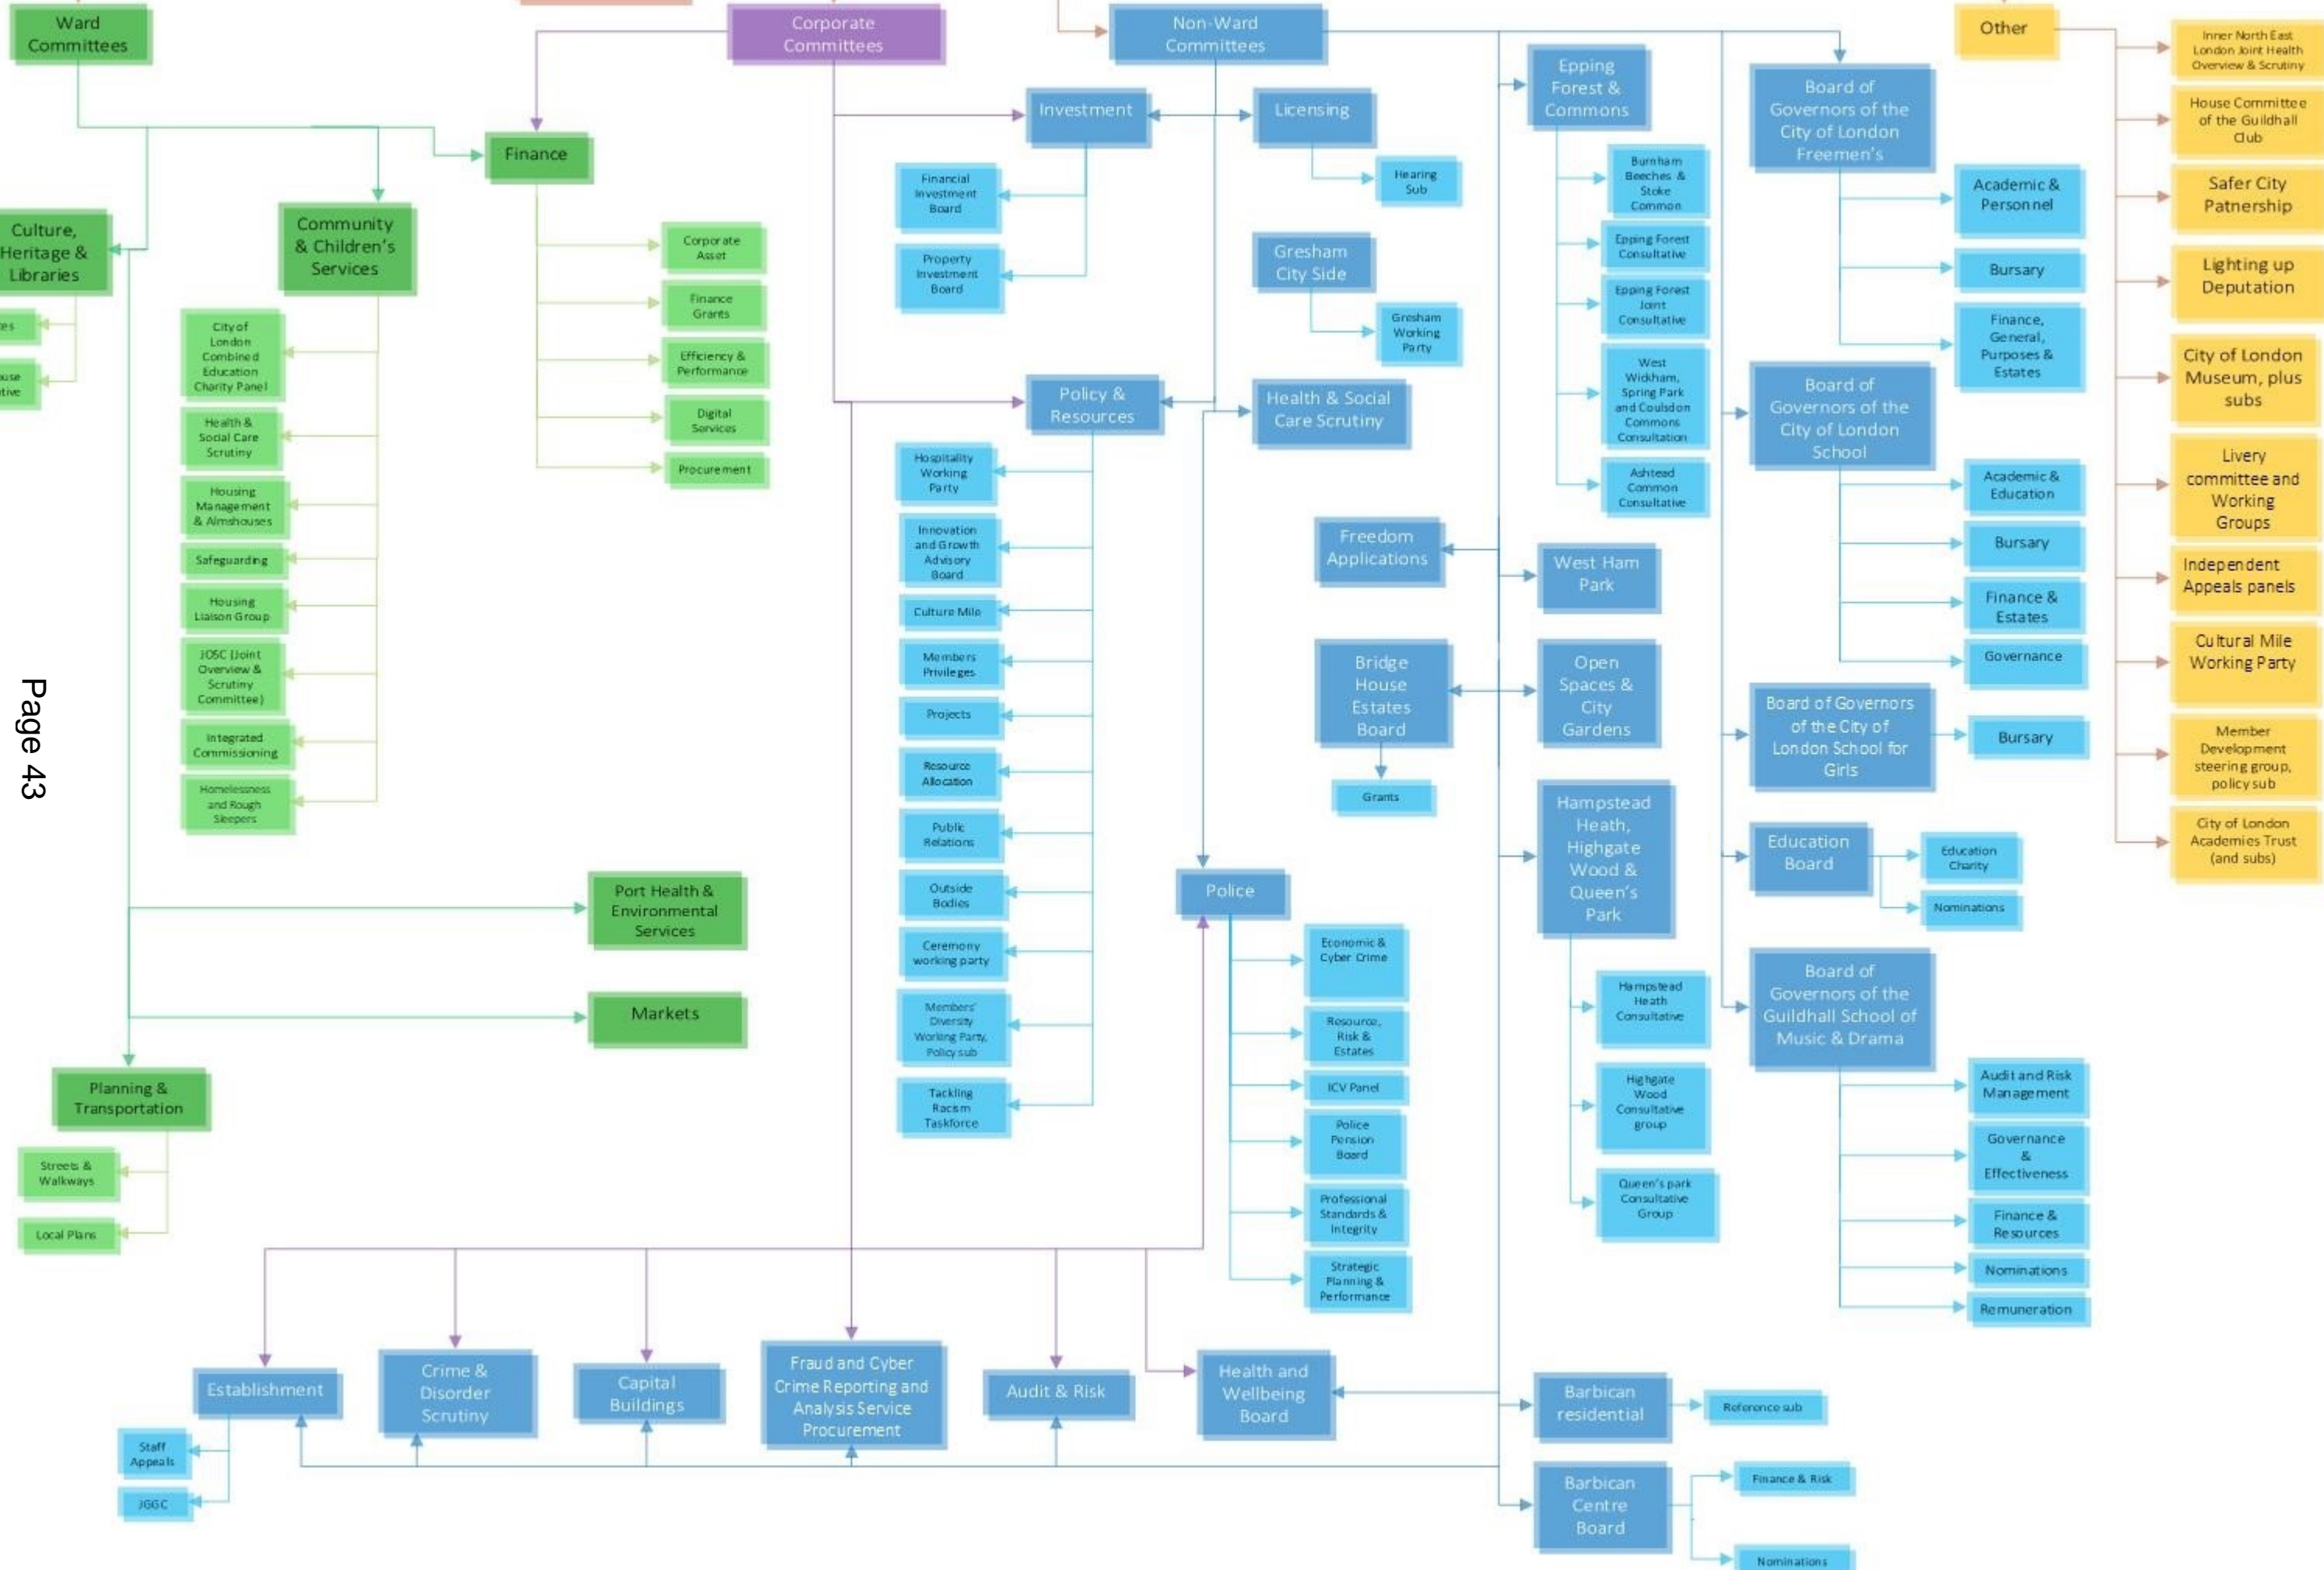 Ward
Committees
Corporate
Committees
Non-Ward
Committees
Other
Finance
Culture,
Heritage &
Libraries
Community
& Children's
Services
City of
London
Combined
Education
Charity Panel
Health &
Social Care
Scrutiny
Housing
Management
& Almshouses
Safeguarding
Housing
Liaison Group
JOSC (Joint
Overview &
Scrutiny
Committee)
Integrated
Commissioning
Homelessness
and Rough
Sleepers
Corporate
Asset
Finance
Grants
Efficiency &
Performance
Digital
Services
Procurement
Port Health &
Environmental
Services
Markets
Planning &
Transportation
Streets &
Walkways
Local Plans
Page 43
Investment
Financial
Investment
Board
Property
Investment
Board
Licensing
Hearing
Sub
Gresham
City Side
Gresham
Working
Party
Policy &
Resources
Health & Social
Care Scrutiny
Hospitality
Working
Party
Innovation
and Growth
Advisory
Board
Culture Mile
Members
Privileges
Projects
Resource
Allocation
Public
Relations
Outside
Bodies
Ceremony
working party
Members'
Diversity
Working Party,
Policy sub
Tackling
Racism
Taskforce
Police
Economic &
Cyber Crime
Resource,
Risk &
Estates
ICV Panel
Police
Pension
Board
Professional
Standards &
Integrity
Strategic
Planning &
Performance
Epping
Forest &
Commons
Burnham
Beeches &
Stoke
Common
Epping Forest
Consultative
Epping Forest
Joint
Consultative
West
Wickham,
Spring Park
and Coulsdon
Commons
Consultation
Ashtead
Common
Consultative
Freedom
Applications
West Ham
Park
Bridge
House
Estates
Board
Grants
Open
Spaces &
City
Gardens
Hampstead
Heath,
Highgate
Wood &
Queen's
Park
Hampstead
Heath
Consultative
Highgate
Wood
Consultative
group
Queen's park
Consultative
Group
Board of
Governors of the
City of London
Freemen's
Academic &
Personnel
Bursary
Finance,
General,
Purposes &
Estates
Board of
Governors of the
City of London
School
Academic &
Education
Bursary
Finance &
Estates
Governance
Board of Governors
of the City of
London School for
Girls
Bursary
Education
Board
Education
Charity
Nominations
Board of
Governors of the
Guildhall School of
Music & Drama
Audit and Risk
Management
Governance
&
Effectiveness
Finance &
Resources
Nominations
Remuneration
Inner North East
London Joint Health
Overview & Scrutiny
House Committee
of the Guildhall
Club
Safer City
Patnership
Lighting up
Deputation
City of London
Museum, plus
subs
Livery
committee and
Working
Groups
Independent
Appeals panels
Cultural Mile
Working Party
Member
Development
steering group,
policy sub
City of London
Academies Trust
(and subs)
Establishment
Staff
Appeals
JGGC
Crime &
Disorder
Scrutiny
Capital
Buildings
Fraud and Cyber
Crime Reporting and
Analysis Service
Procurement
Audit & Risk
Health and
Wellbeing
Board
Barbican
residential
Reference sub
Barbican
Centre
Board
Finance & Risk
Nominations